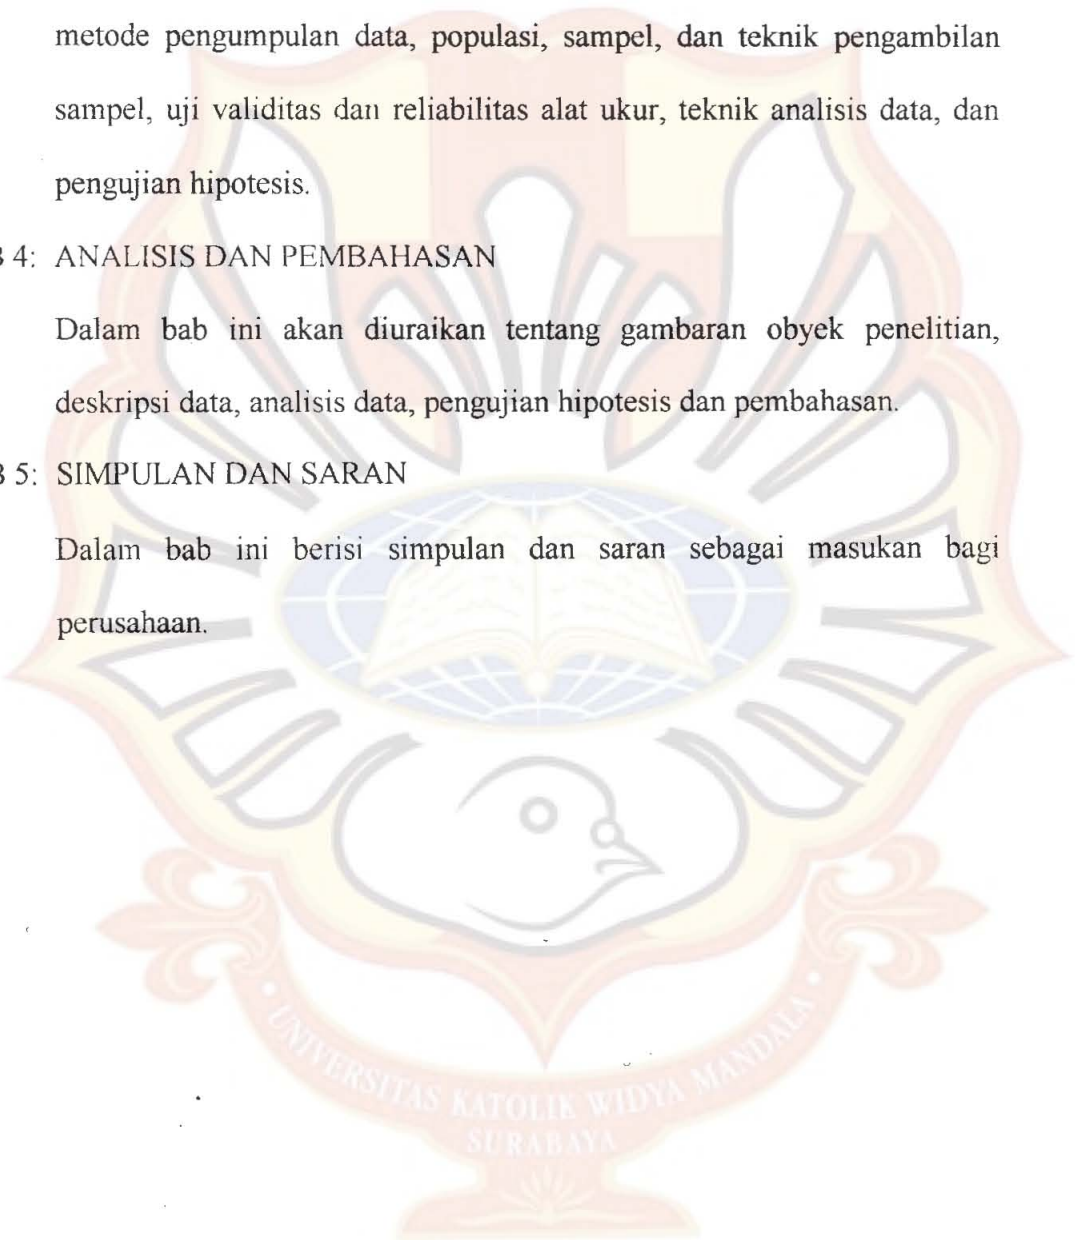 metode pengumpulan data, populasi, sampel, dan teknik pengambilan
sampel, uji validitas dan reliabilitas alat ukur, teknik analisis data, dan
pengujian hipotesis.
B 4: ANALISIS DAN PEMBAHASAN
Dalam bab ini akan diuraikan tentang gambaran obyek penelitian,
deskripsi data, analisis data, pengujian hipotesis dan pembahasan.
B 5: SIMPULAN DAN SARAN
Dalam bab ini berisi simpulan dan saran sebagai masukan bagi
perusahaan.
UNIVERSITAS KATOLIK WIDYA MANDALA
SURABAYA